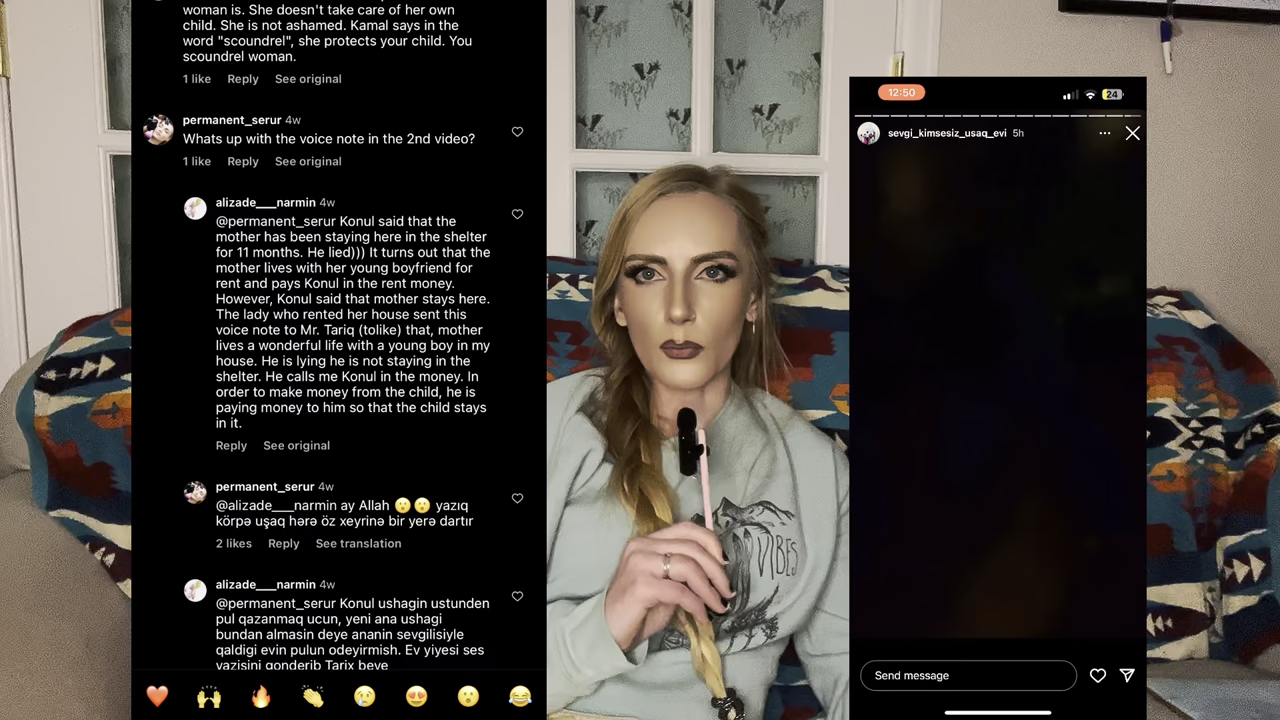 woman is. She doesn't take care of her own
child. She is not ashamed. Kamal says in the
word "scoundrel", she protects your child. You
scoundrel woman.
1 like Reply See original
permanent_serur 4w
Whats up with the voice note in the 2nd video?
1 like Reply See original
alizade___narmin 4w
@permanent_serur Konul said that the
mother has been staying here in the shelter
for 11 months. He lied))) It turns out that the
mother lives with her young boyfriend for
rent and pays Konul in the rent money.
However, Konul said that mother stays here.
The lady who rented her house sent this
voice note to Mr. Tariq (tolike) that, mother
lives a wonderful life with a young boy in my
house. He is lying he is not staying in the
shelter. He calls me Konul in the money. In
order to make money from the child, he is
paying money to him so that the child stays
in it.
Reply See original
permanent_serur 4w
@alizade___narmin ay Allah 😮😮 yazıq
körpə uşaq hərə öz xeyrinə bir yerə dartır
2 likes Reply See translation
alizade___narmin 4w
@permanent_serur Konul ushagin ustunden
pul qazanmaq ucun, yeni ana ushagi
bundan almasin deye ananin sevgilisiyle
qaldigi evin pulun odeyirmish. Ev yiyesi ses
yazisini gonderib Tarix beye
VIBES
12:50
24
sevgi_kimsesiz_usaq_evi 5h
Send message